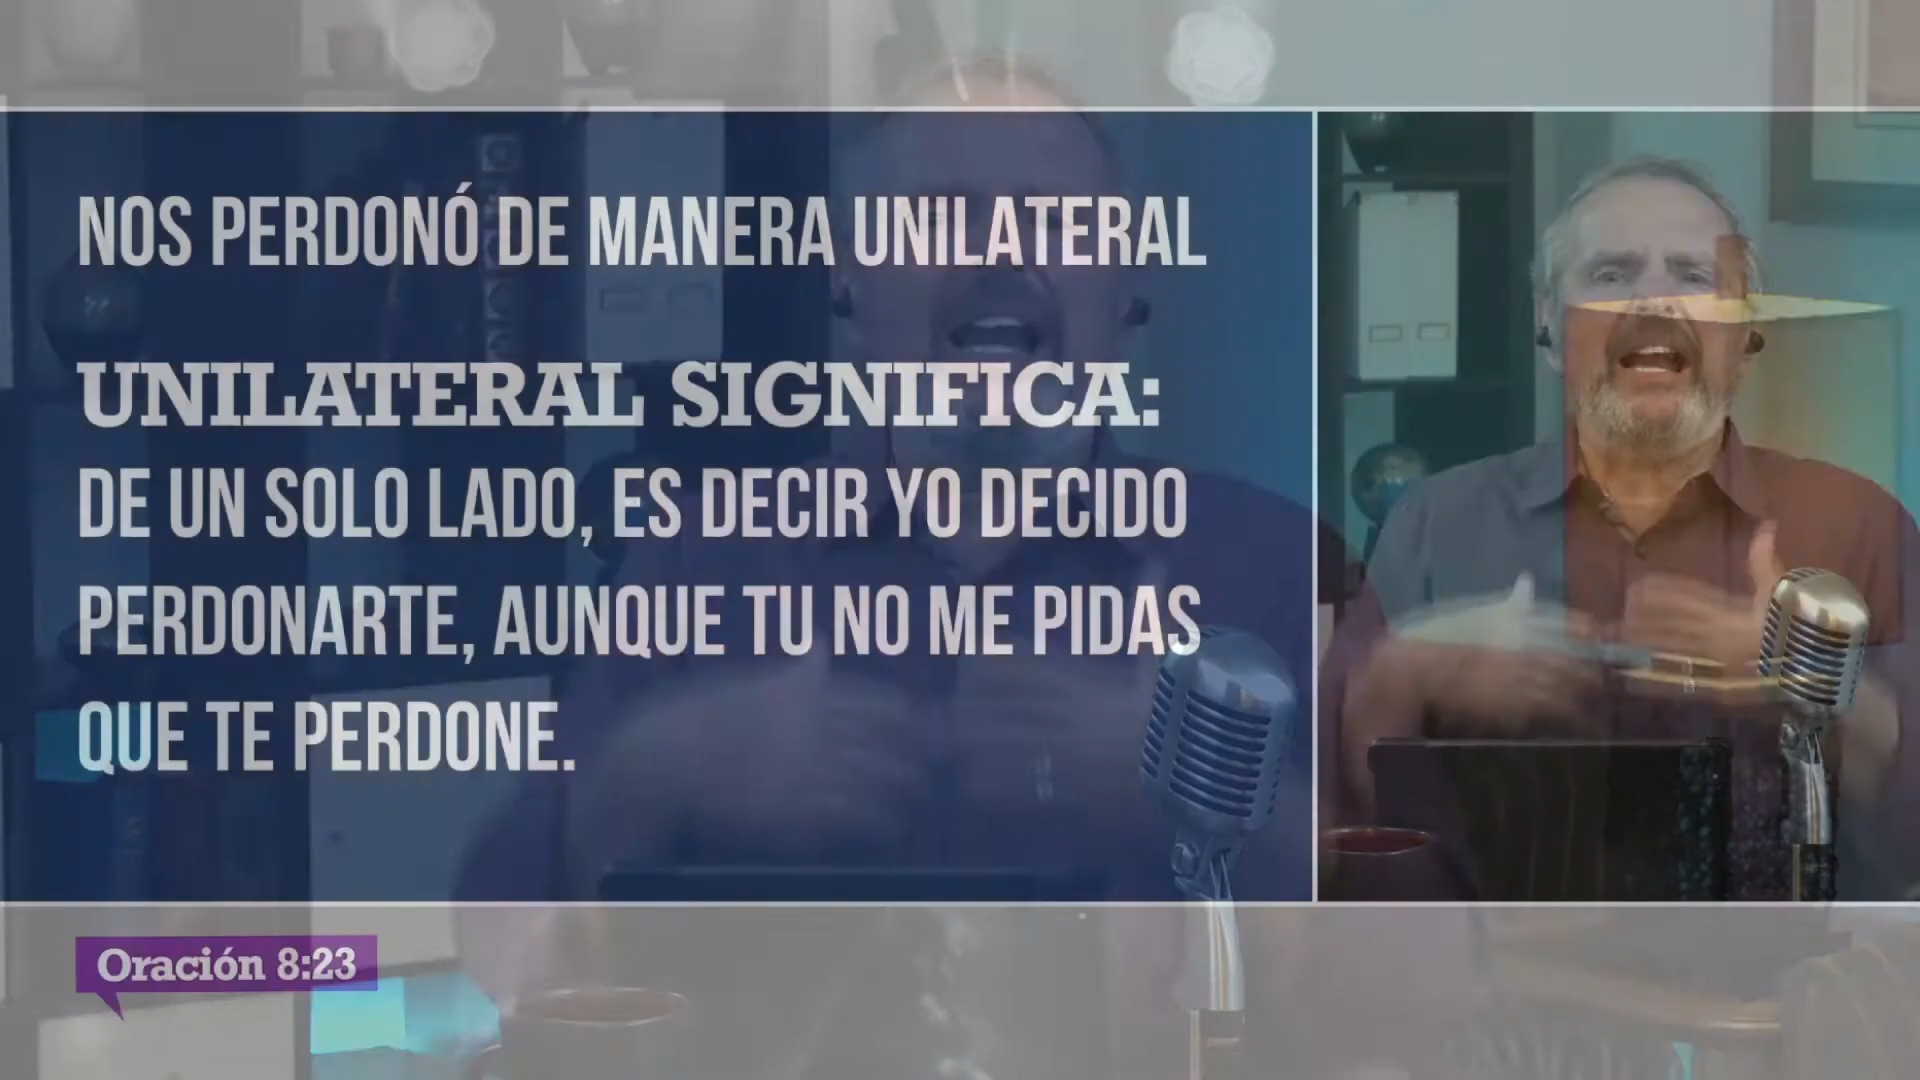 NOS PERDONÓ DE MANERA UNILATERAL
UNILATERAL SIGNIFICA:
DE UN SOLO LADO, ES DECIR YO DECIDO
PERDONARTE, AUNQUE TU NO ME PIDAS
QUE TE PERDONE.
Oración 8:23